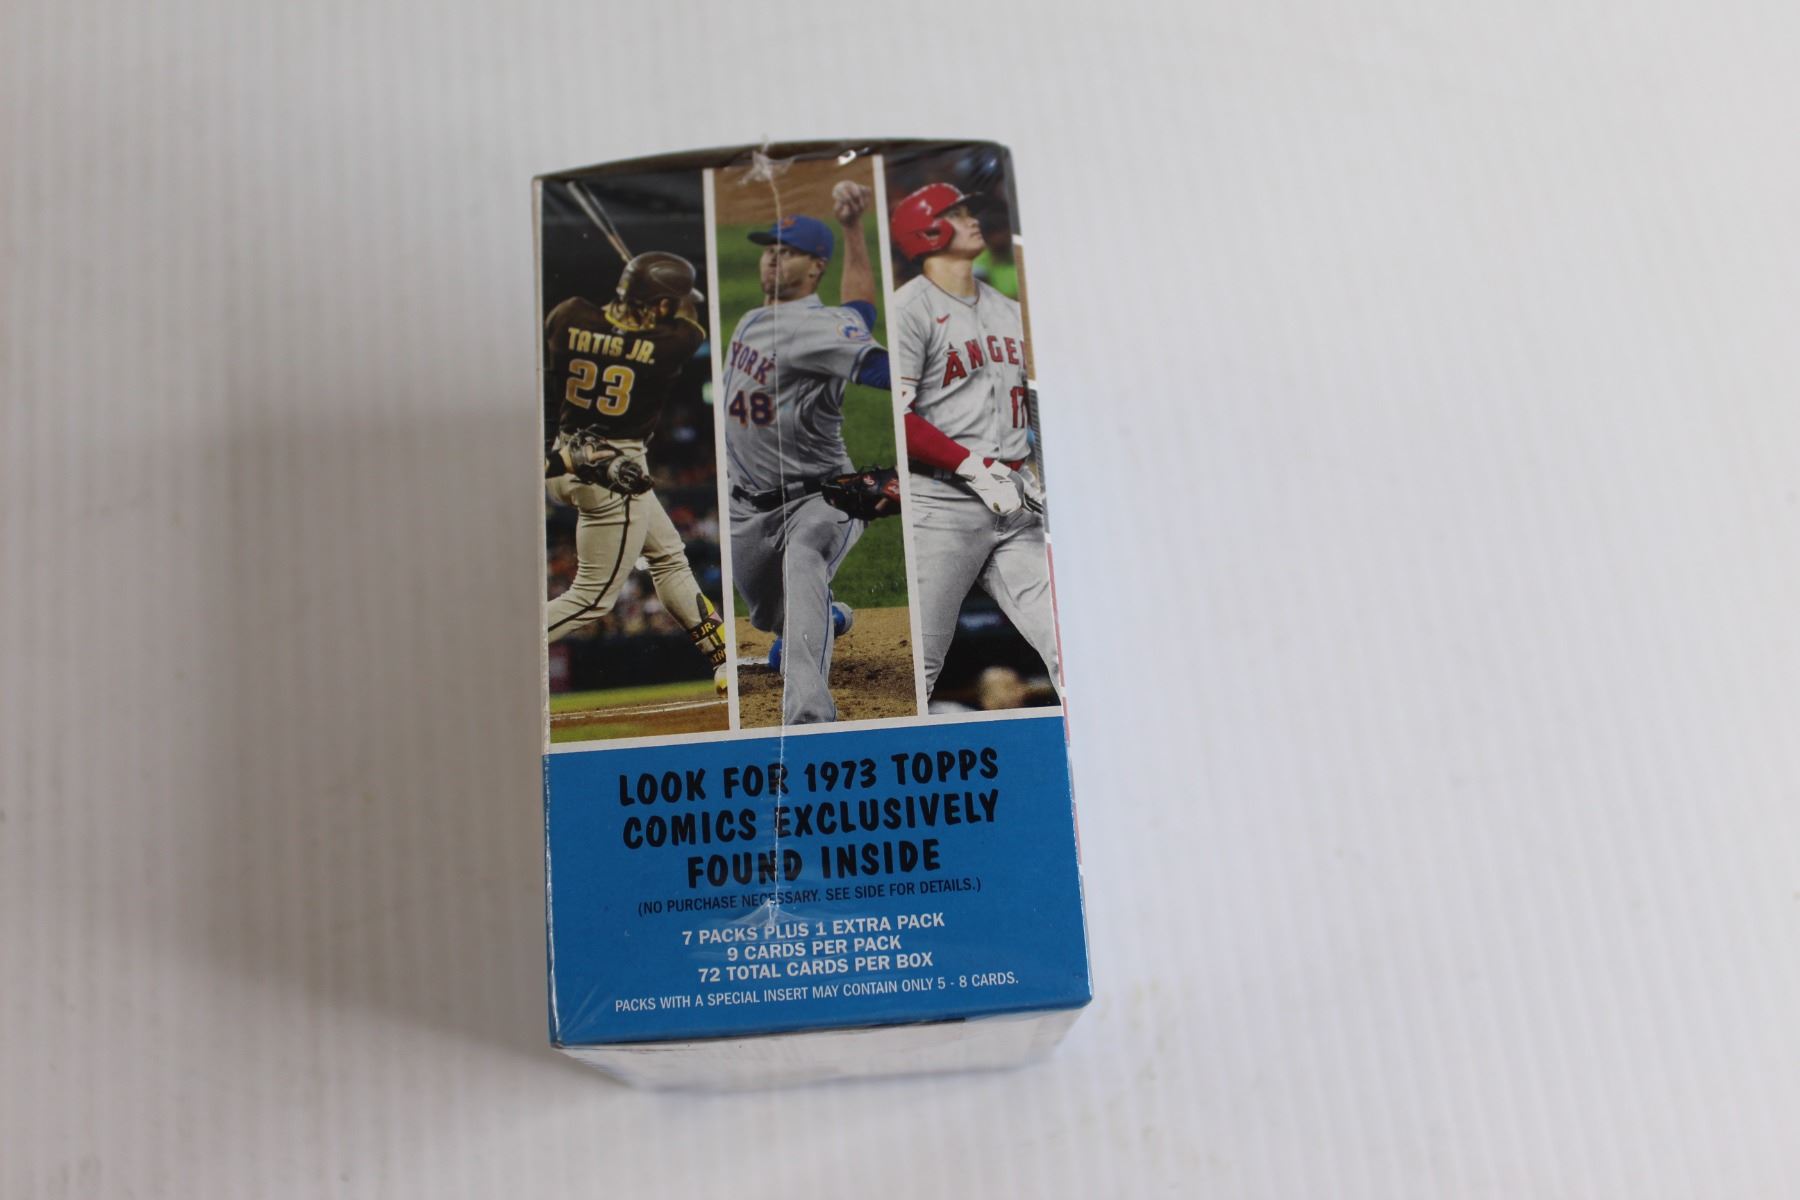 TATIS JR.
23
YORK
48
ANGE
17
S JR.
LOOK FOR 1973 TOPPS
COMICS EXCLUSIVELY
FOUND INSIDE
(NO PURCHASE NECESSARY. SEE SIDE FOR DETAILS.)
7 PACKS PLUS 1 EXTRA PACK
9 CARDS PER PACK
72 TOTAL CARDS PER BOX
PACKS WITH A SPECIAL INSERT MAY CONTAIN ONLY 5 - 8 CARDS.